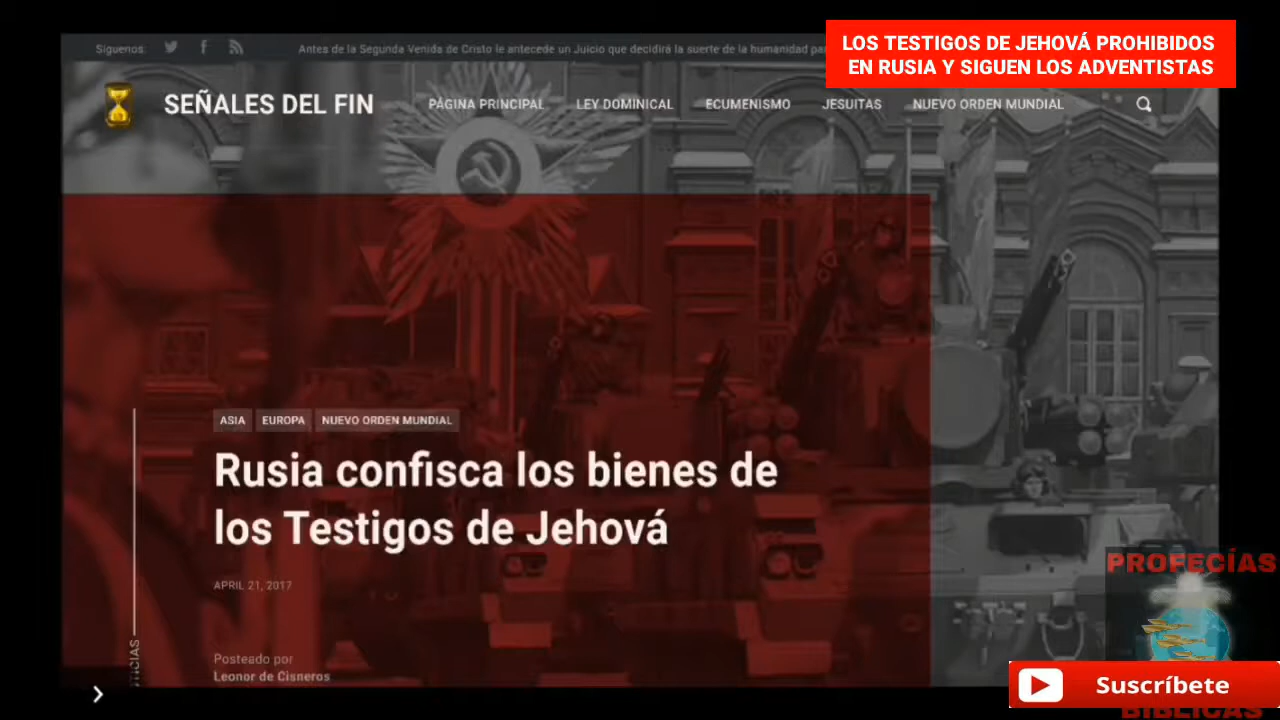 Síguenos:
Antes de la Segunda Venida de Cristo le antecede un Juicio que decidirá la suerte de la humanidad par
LOS TESTIGOS DE JEHOVÁ PROHIBIDOS
EN RUSIA Y SIGUEN LOS ADVENTISTAS
SEÑALES DEL FIN
PÁGINA PRINCIPAL
LEY DOMINICAL
ECUMENISMO
JESUITAS
NUEVO ORDEN MUNDIAL
ASIA
EUROPA
NUEVO ORDEN MUNDIAL
Rusia confisca los bienes de
los Testigos de Jehová
APRIL 21, 2017
Posteado por
Leonor de Cisneros
PROFECÍAS
Suscríbete
BÍBLICAS